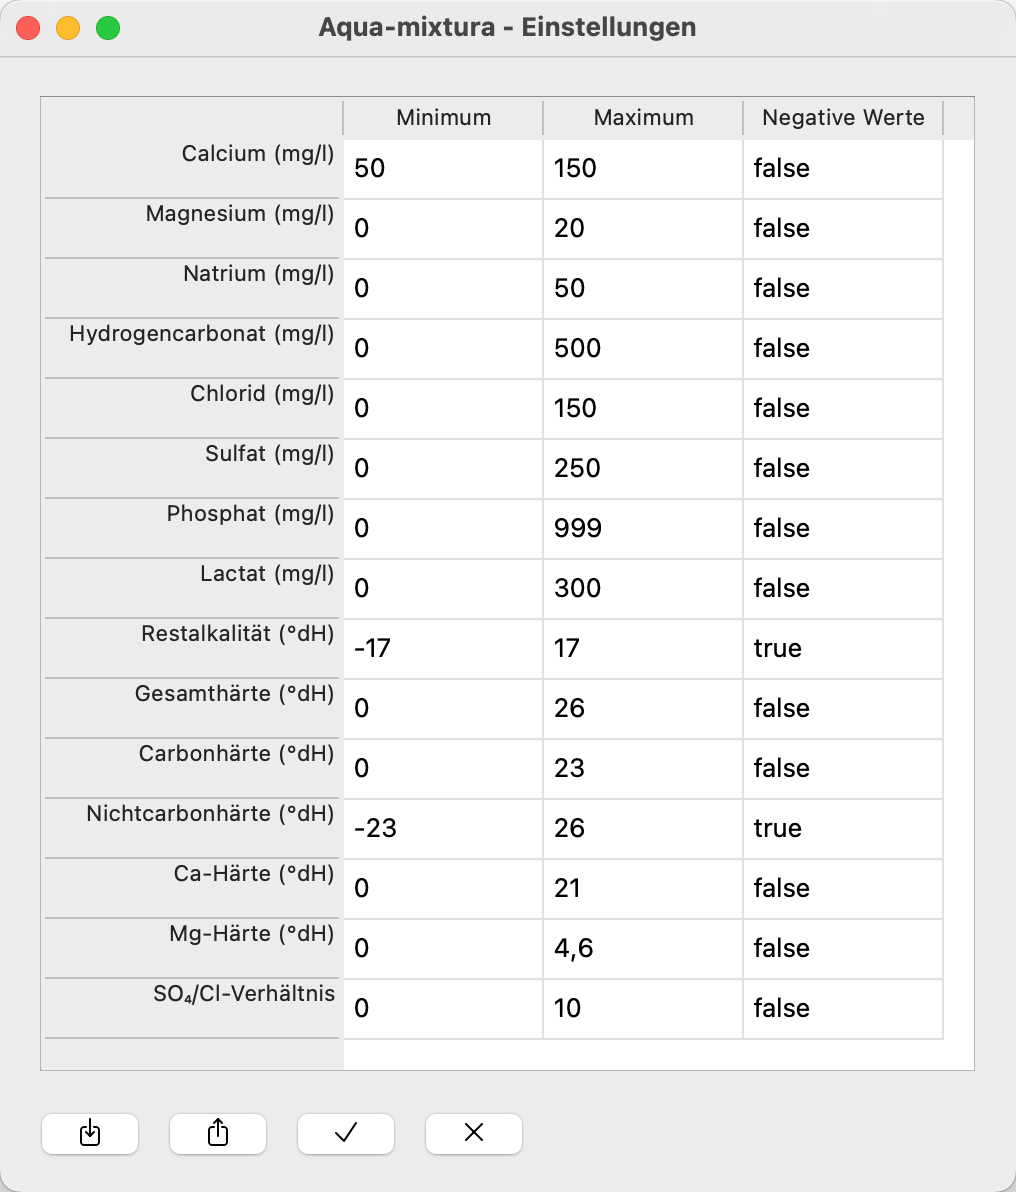 Aqua-mixtura - Einstellungen
Minimum Maximum Negative Werte
Calcium (mg/l) 50 150 false
Magnesium (mg/l) 0 20 false
Natrium (mg/l) 0 50 false
Hydrogencarbonat (mg/l) 0 500 false
Chlorid (mg/l) 0 150 false
Sulfat (mg/l) 0 250 false
Phosphat (mg/l) 0 999 false
Lactat (mg/l) 0 300 false
Restalkalität (°dH) -17 17 true
Gesamthärte (°dH) 0 26 false
Carbonhärte (°dH) 0 23 false
Nichtcarbonhärte (°dH) -23 26 true
Ca-Härte (°dH) 0 21 false
Mg-Härte (°dH) 0 4,6 false
SO₄/Cl-Verhältnis 0 10 false